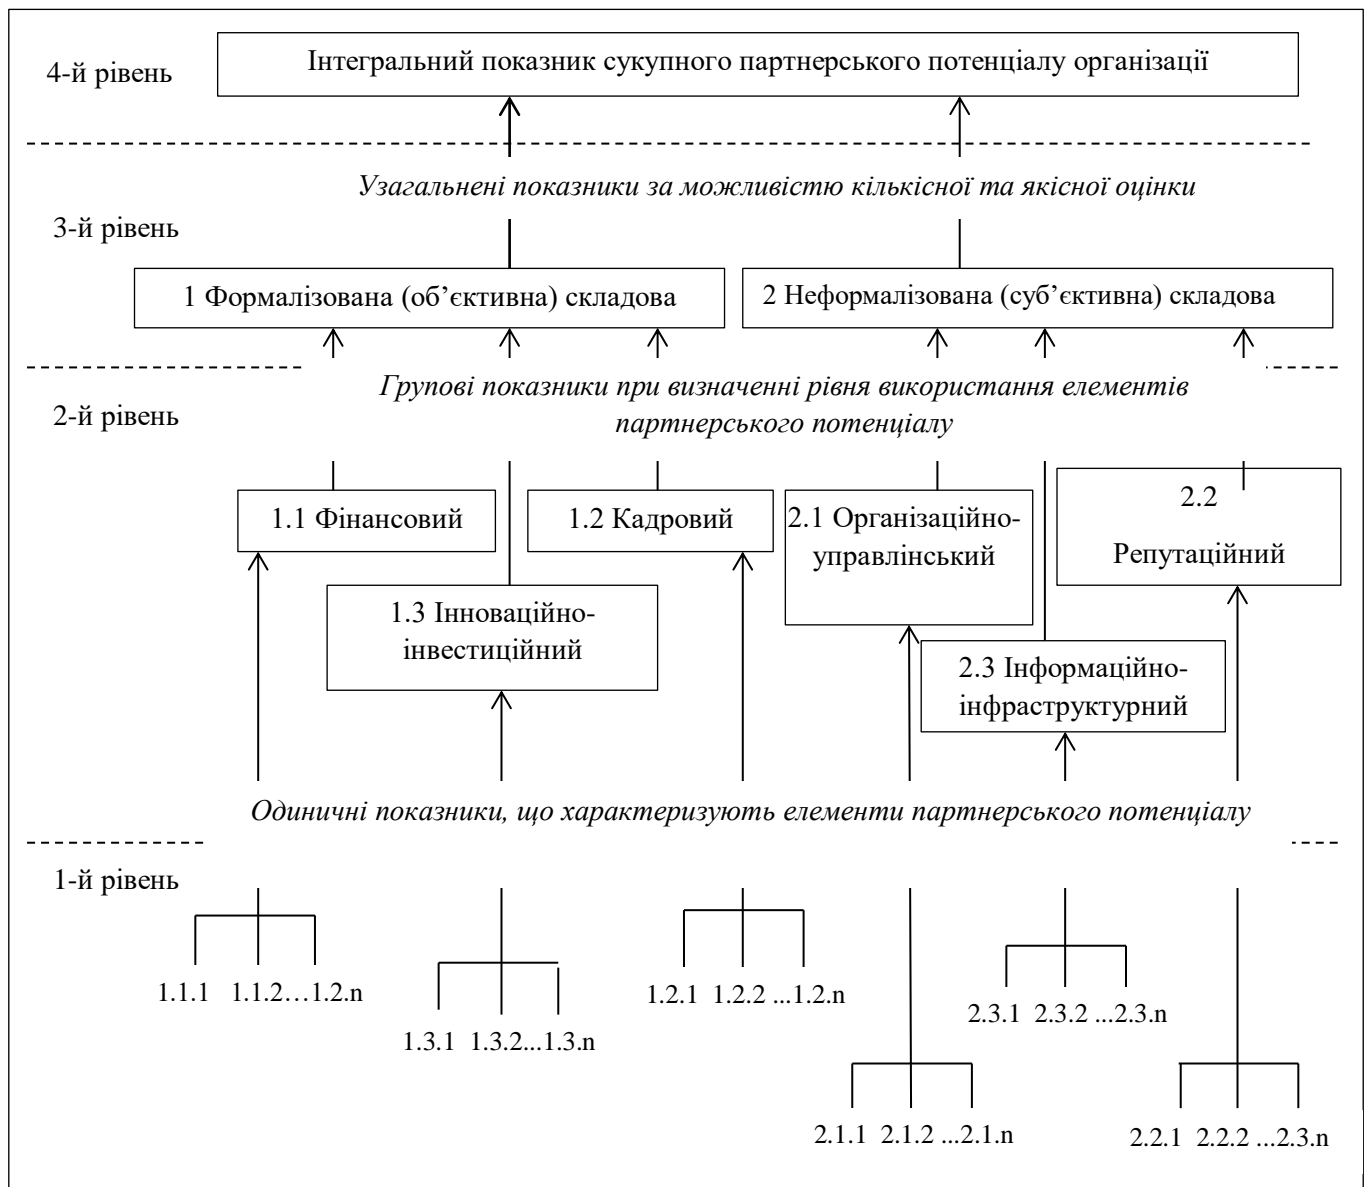 4-й рівень
Інтегральний показник сукупного партнерського потенціалу організації
Узагальнені показники за можливістю кількісної та якісної оцінки
3-й рівень
1 Формалізована (об’єктивна) складова
2 Неформалізована (суб’єктивна) складова
Групові показники при визначенні рівня використання елементів
партнерського потенціалу
2-й рівень
1.1 Фінансовий
1.2 Кадровий
2.1 Організаційно-
управлінський
2.2
Репутаційний
1.3 Інноваційно-
інвестиційний
2.3 Інформаційно-
інфраструктурний
Одиничні показники, що характеризують елементи партнерського потенціалу
1-й рівень
1.1.1 1.1.2…1.2.n
1.3.1 1.3.2...1.3.n
1.2.1 1.2.2 ...1.2.n
2.3.1 2.3.2 ...2.3.n
2.1.1 2.1.2 ...2.1.n
2.2.1 2.2.2 ...2.3.n